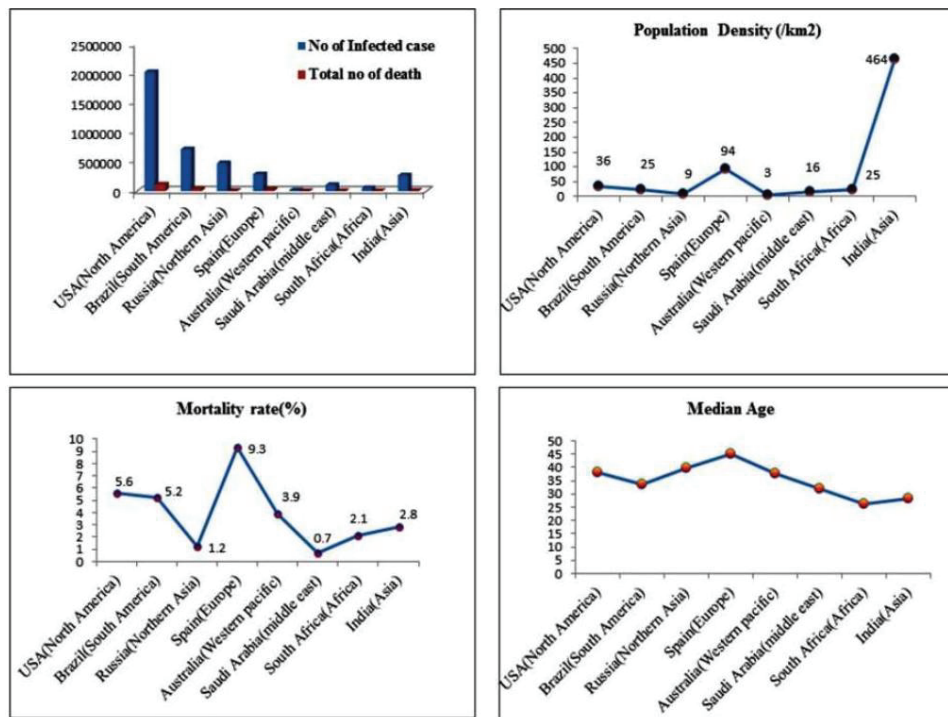 2500000
2000000
1500000
1000000
500000
0
No of Infected case
Total no of death
USA(North America)
Brazil(South America)
Russia(Northern Asia)
Spain(Europe)
Australia(Western pacific)
Saudi Arabia(middle east)
South Africa(Africa)
India(Asia)
Population Density (/km2)
500
450
400
350
300
250
200
150
100
50
0
36
25
9
94
3
16
25
464
USA(North America)
Brazil(South America)
Russia(Northern Asia)
Spain(Europe)
Australia(Western pacific)
Saudi Arabia(middle east)
South Africa(Africa)
India(Asia)
Mortality rate(%)
10
9
8
7
6
5
4
3
2
1
0
5.6
5.2
1.2
9.3
3.9
0.7
2.1
2.8
USA(North America)
Brazil(South America)
Russia(Northern Asia)
Spain(Europe)
Australia(Western pacific)
Saudi Arabia(middle east)
South Africa(Africa)
India(Asia)
Median Age
50
45
40
35
30
25
20
15
10
5
0
USA(North America)
Brazil(South America)
Russia(Northern Asia)
Spain(Europe)
Australia(Western Pacific)
Saudi Arabia(middle east)
South Africa(Africa)
India(Asia)